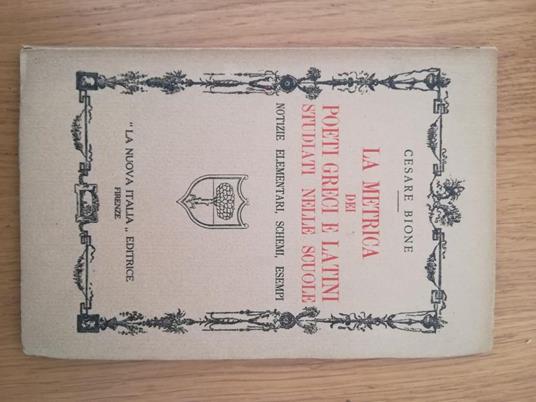 CESARE BIONE
LA METRICA
DEI
POETI GRECI E LATINI
STUDIATI NELLE SCUOLE
NOTIZIE ELEMENTARI, SCHEMI, ESEMPI
“ LA NUOVA ITALIA „ EDITRICE
FIRENZE